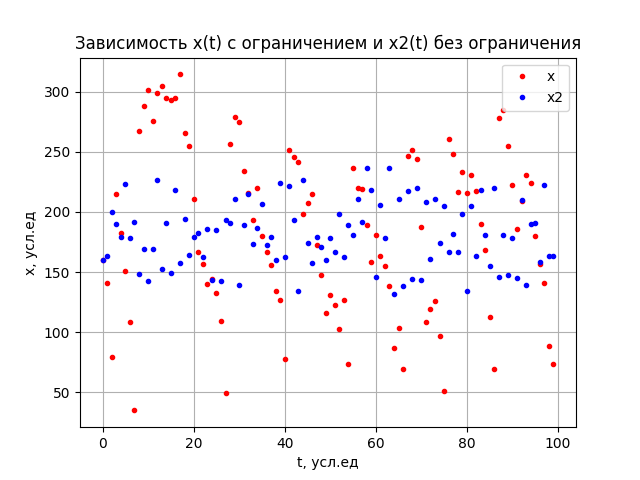 Зависимость x(t) с ограничением и x2(t) без ограничения
x
x2
300
250
200
150
100
50
x, усл.ед
0
20
40
60
80
100
t, усл.ед